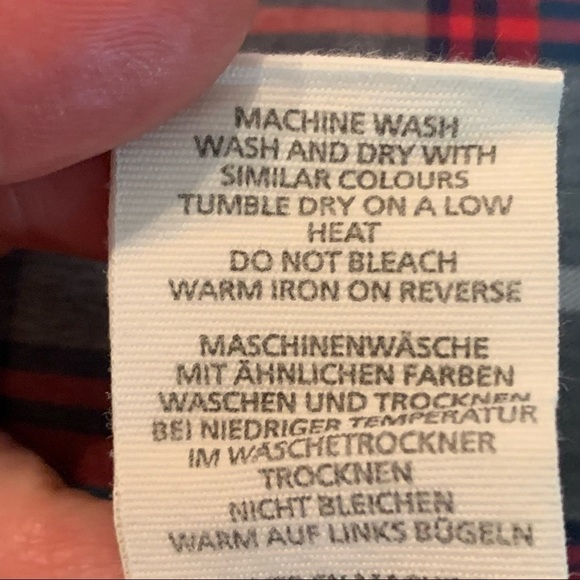 MACHINE WASH
WASH AND DRY WITH
SIMILAR COLOURS
TUMBLE DRY ON A LOW
HEAT
DO NOT BLEACH
WARM IRON ON REVERSE
MASCHINENWÄSCHE
MIT ÄHNLICHEN FARBEN
WASCHEN UND TROCKNEN
BEI NIEDRIGER TEMPERATUR
IM WÄSCHETROCKNER
TROCKNEN
NICHT BLEICHEN
WARM AUF LINKS BÜGELN